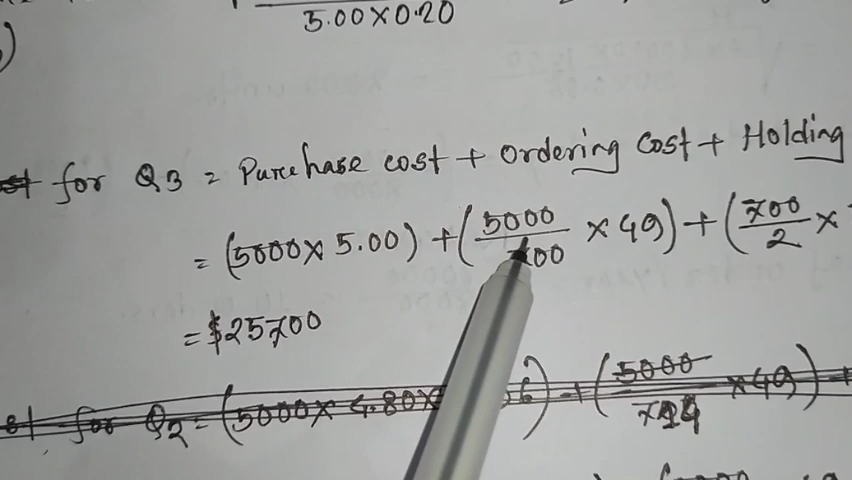 5.00×0.20
)
for Q3 = Purchase cost + Ordering Cost + Holding
= (5000× 5.00) + (5000/700 × 49) + (700/2 ×
= $25700
for Q2 = (5000× 4.80× ) + (5000/ ×49) +